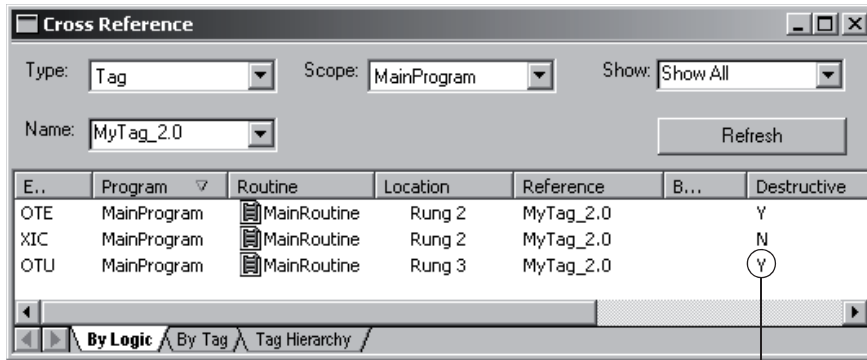 Cross Reference
Type: Tag Scope: MainProgram Show: Show All
Name: MyTag_2.0 Refresh
E.. Program Routine Location Reference B... Destructive
OTE MainProgram MainRoutine Rung 2 MyTag_2.0 Y
XIC MainProgram MainRoutine Rung 2 MyTag_2.0 N
OTU MainProgram MainRoutine Rung 3 MyTag_2.0 Y
By Logic By Tag Tag Hierarchy